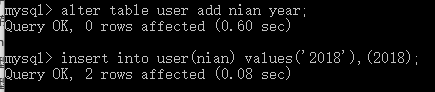 mysql> alter table user add nian year;
Query OK, 0 rows affected (0.60 sec)
mysql> insert into user(nian) values('2018'),(2018);
Query OK, 2 rows affected (0.08 sec)